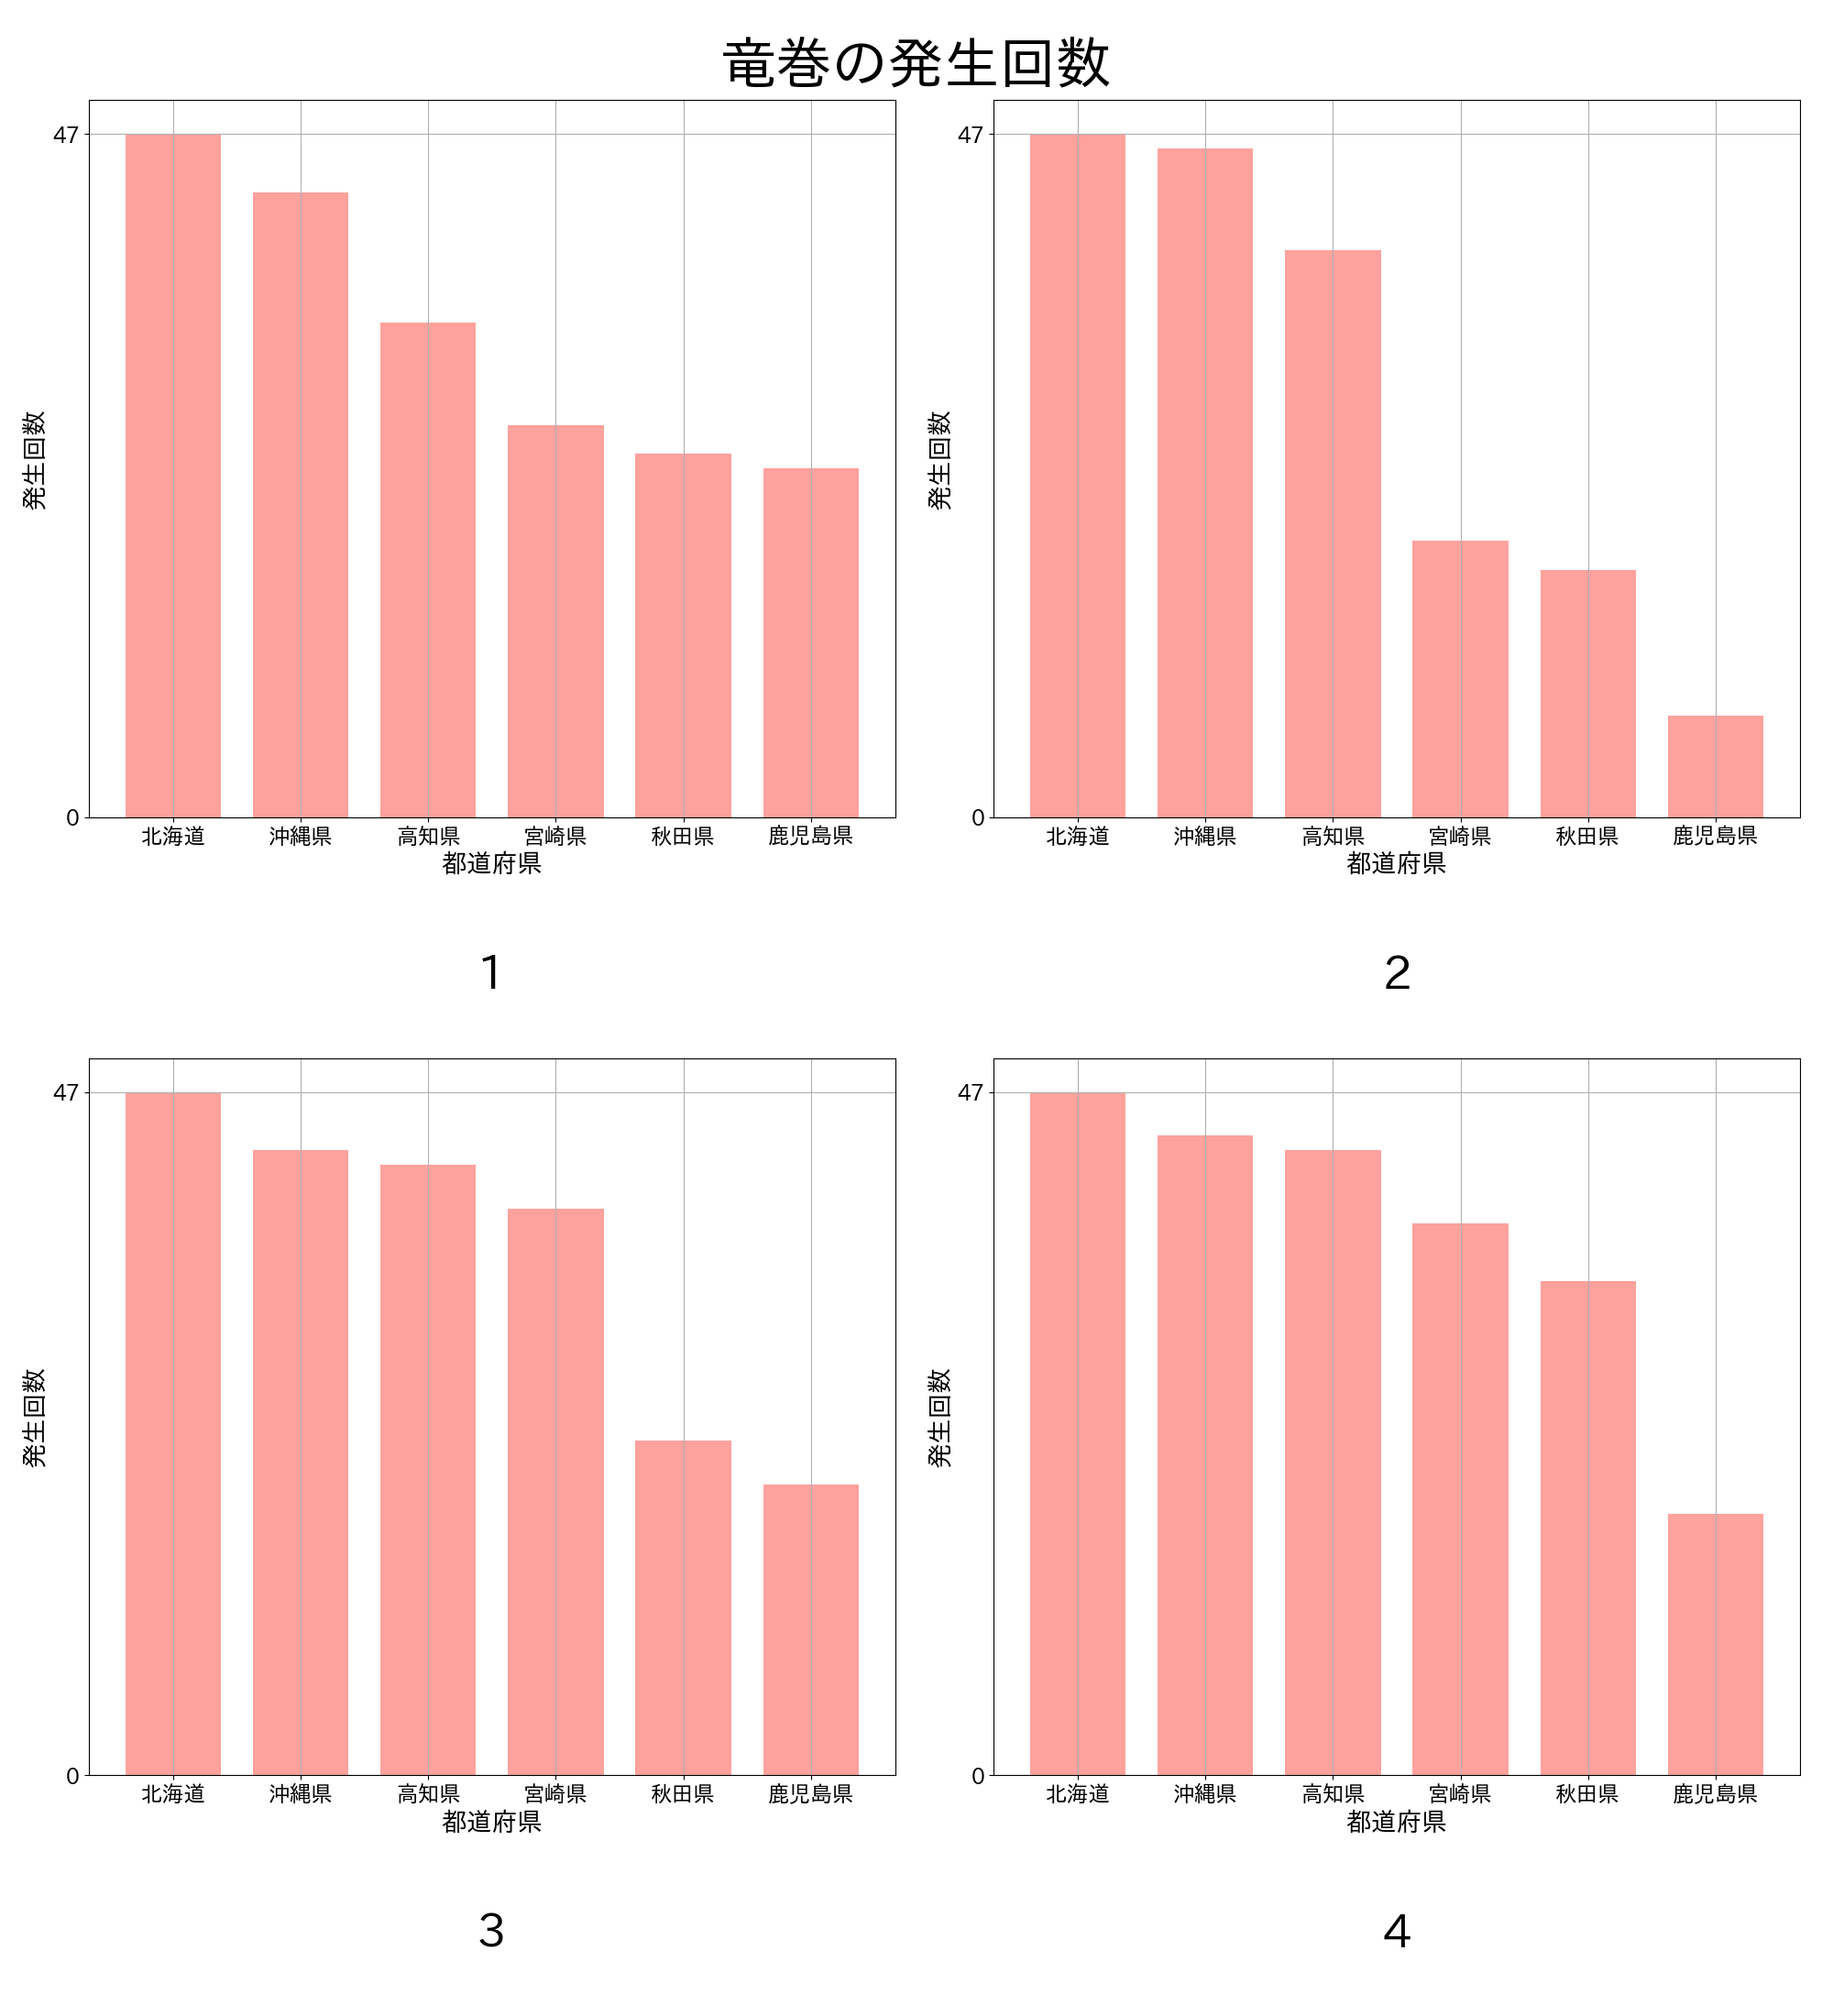 竜巻の発生回数
47
0
発生回数
北海道 沖縄県 高知県 宮崎県 秋田県 鹿児島県
都道府県
1
47
0
発生回数
北海道 沖縄県 高知県 宮崎県 秋田県 鹿児島県
都道府県
2
47
0
発生回数
北海道 沖縄県 高知県 宮崎県 秋田県 鹿児島県
都道府県
3
47
0
発生回数
北海道 沖縄県 高知県 宮崎県 秋田県 鹿児島県
都道府県
4